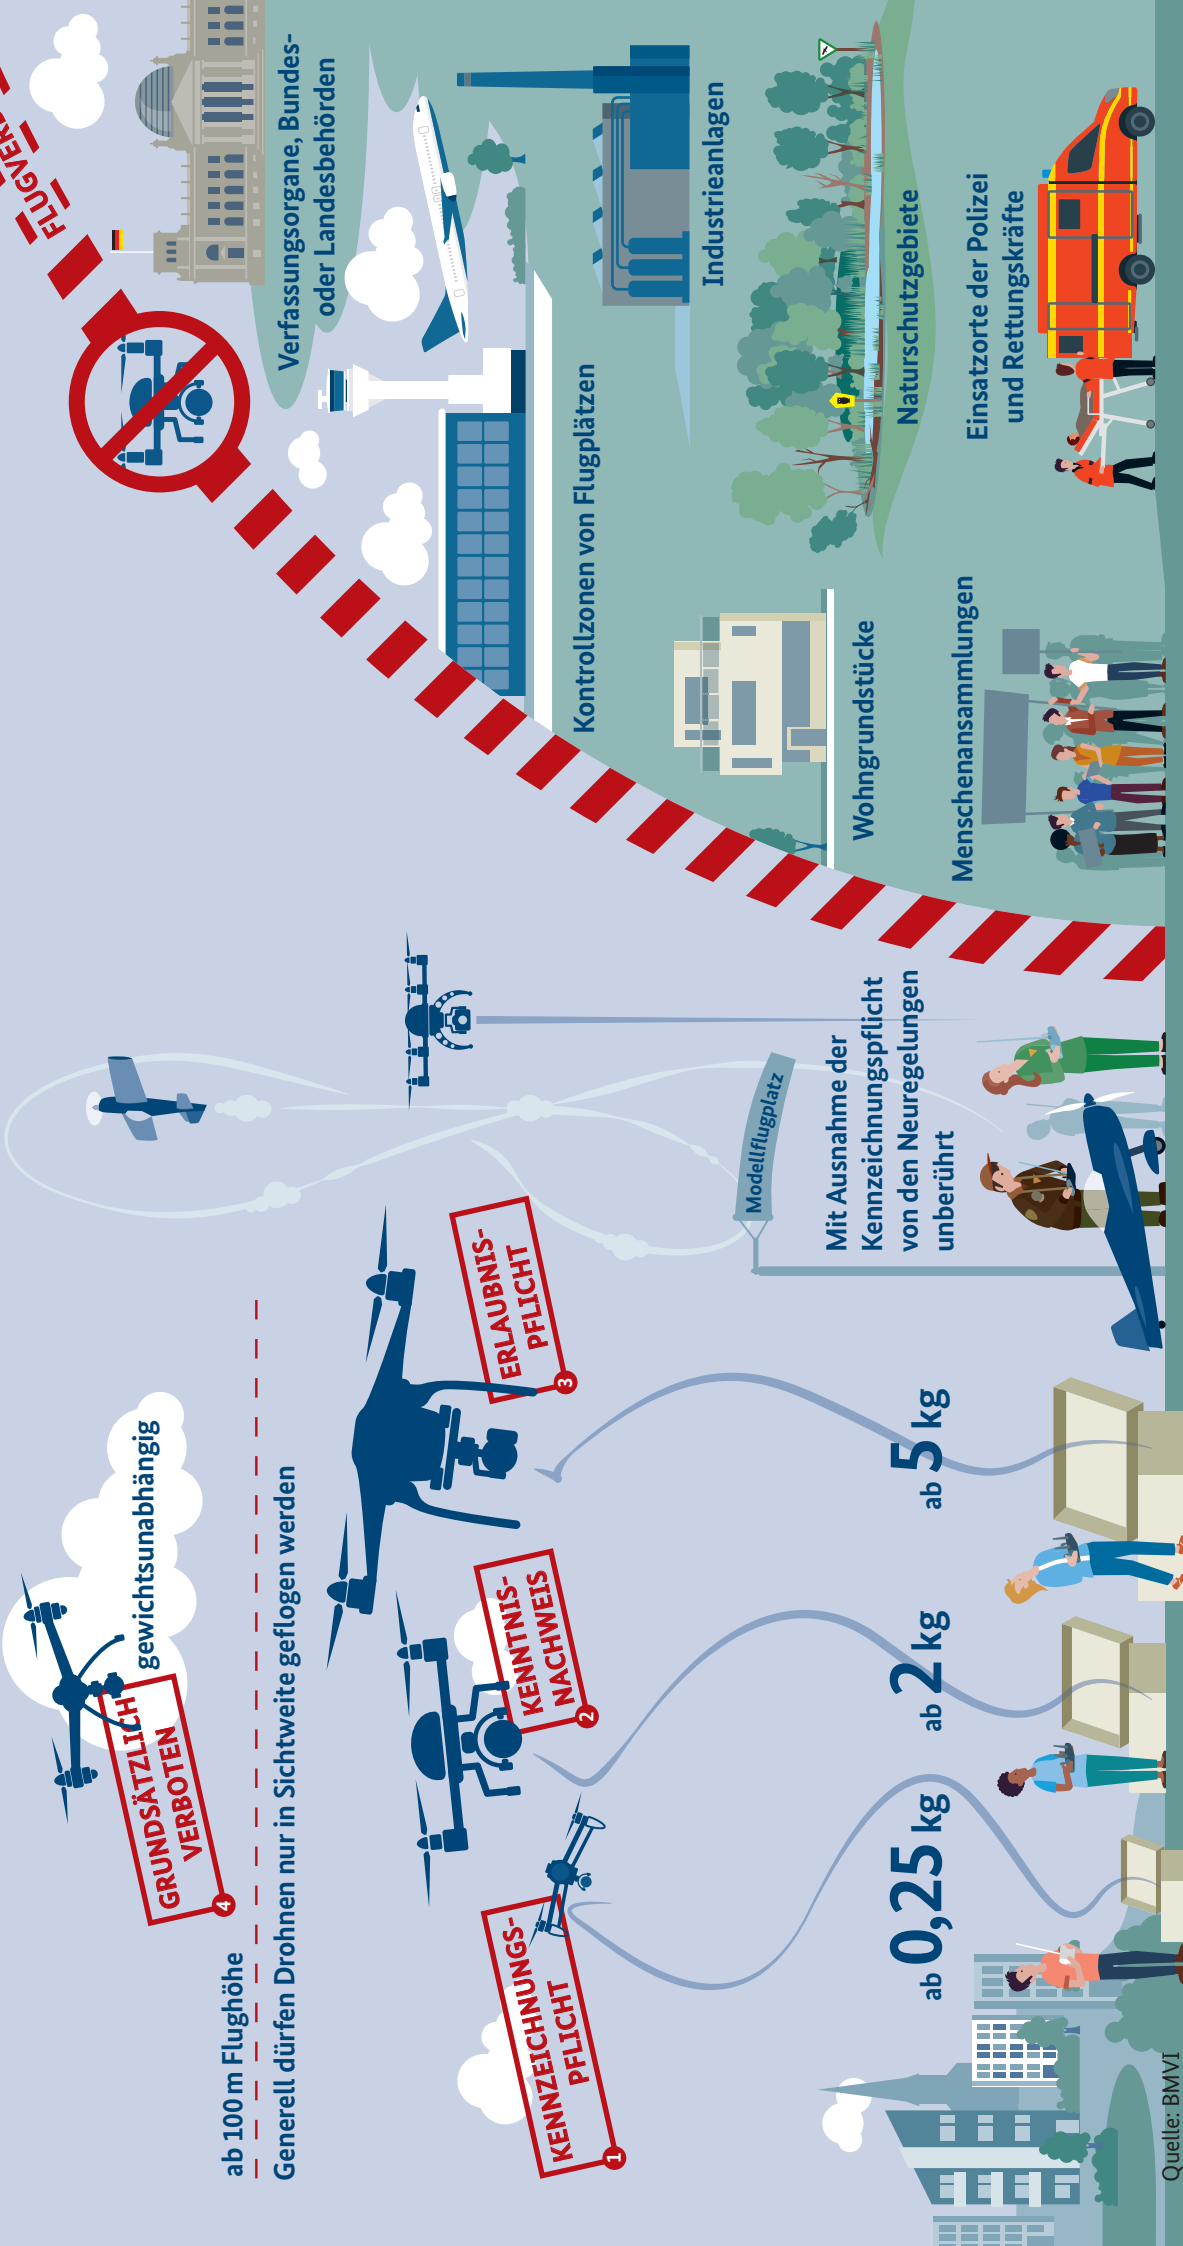 ab 100 m Flughöhe
GRUNDSÄTZLICH
VERBOTEN
4
gewichtsunabhängig
Generell dürfen Drohnen nur in Sichtweite geflogen werden
KENNZEICHNUNGS-
PFLICHT
1
KENNTNIS-
NACHWEIS
2
ERLAUBNIS-
PFLICHT
3
ab 0,25 kg
ab 2 kg
ab 5 kg
Modellflugplatz
Mit Ausnahme der
Kennzeichnungspflicht
von den Neuregelungen
unberührt
Verfassungsorgane, Bundes-
oder Landesbehörden
Kontrollzonen von Flugplätzen
Industrieanlagen
Wohngrundstücke
Naturschutzgebiete
Menschenansammlungen
Einsatzorte der Polizei
und Rettungskräfte
Quelle: BMVI